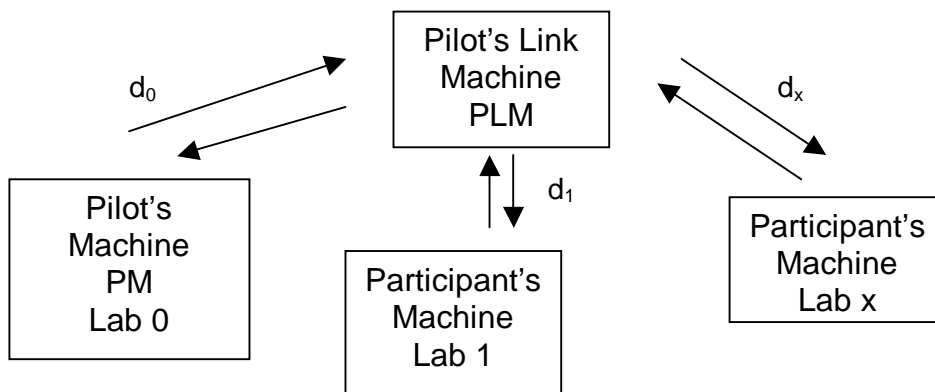 Pilot's Link
Machine
PLM
d0
dx
d1
Pilot's
Machine
PM
Lab 0
Participant's
Machine
Lab 1
Participant's
Machine
Lab x